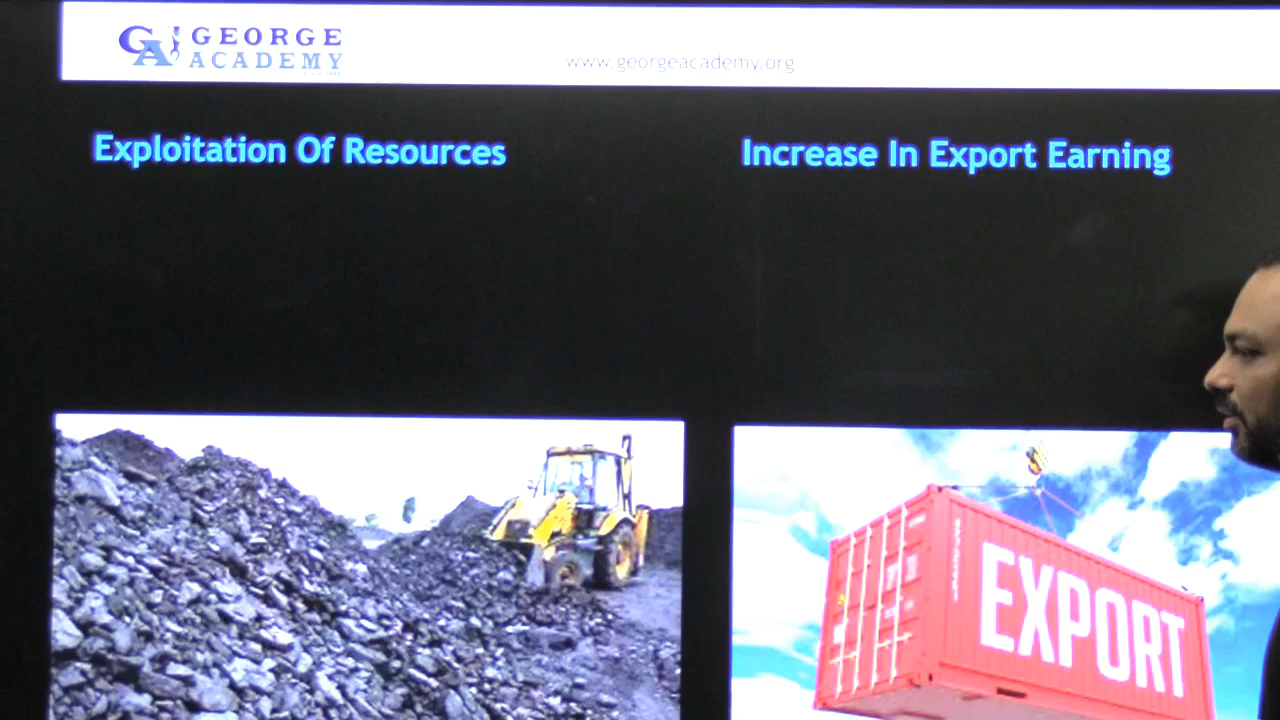 GEORGE
ACADEMY
www.georgeacademy.org
Exploitation Of Resources
Increase In Export Earning
EXPORT